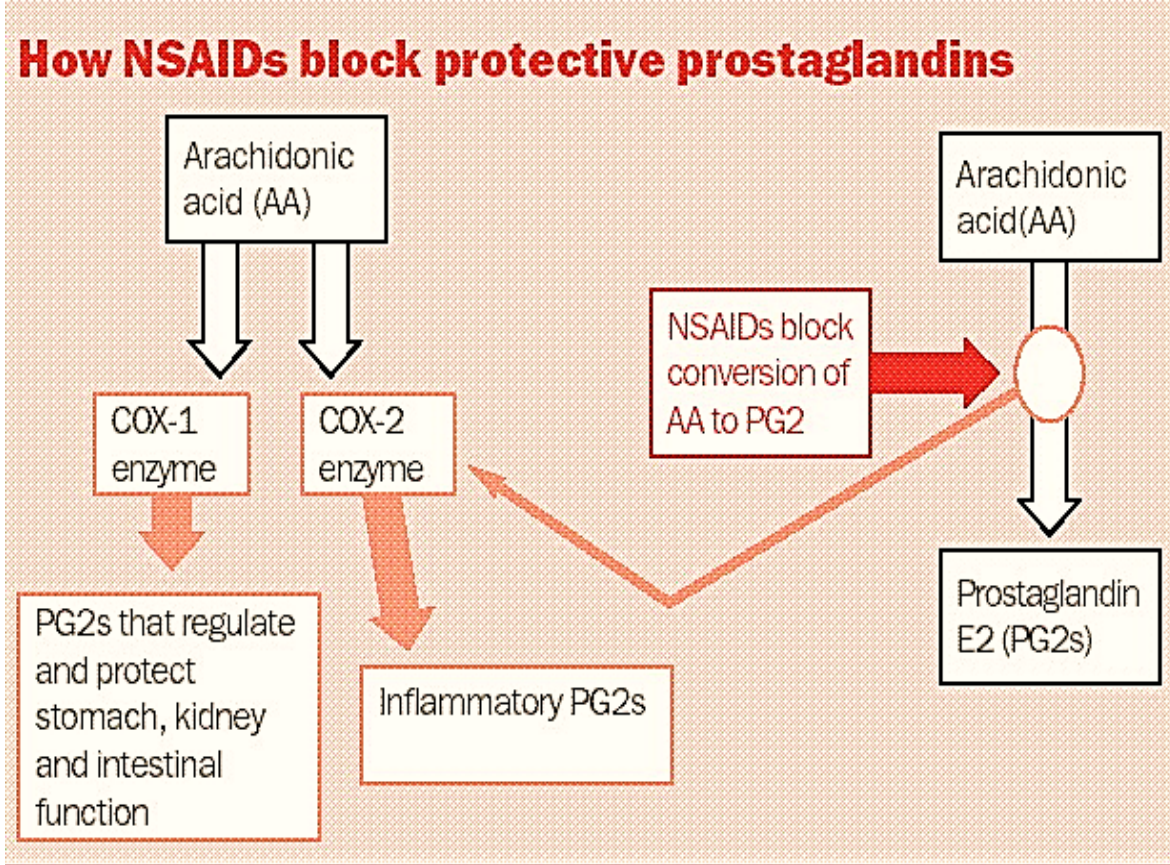 How NSAIDs block protective prostaglandins
Arachidonic
acid (AA)
Arachidonic
acid(AA)
NSAIDs block
conversion of
AA to PG2
COX-1
enzyme
COX-2
enzyme
PG2s that regulate
and protect
stomach, kidney
and intestinal
function
Inflammatory PG2s
Prostaglandin
E2 (PG2s)